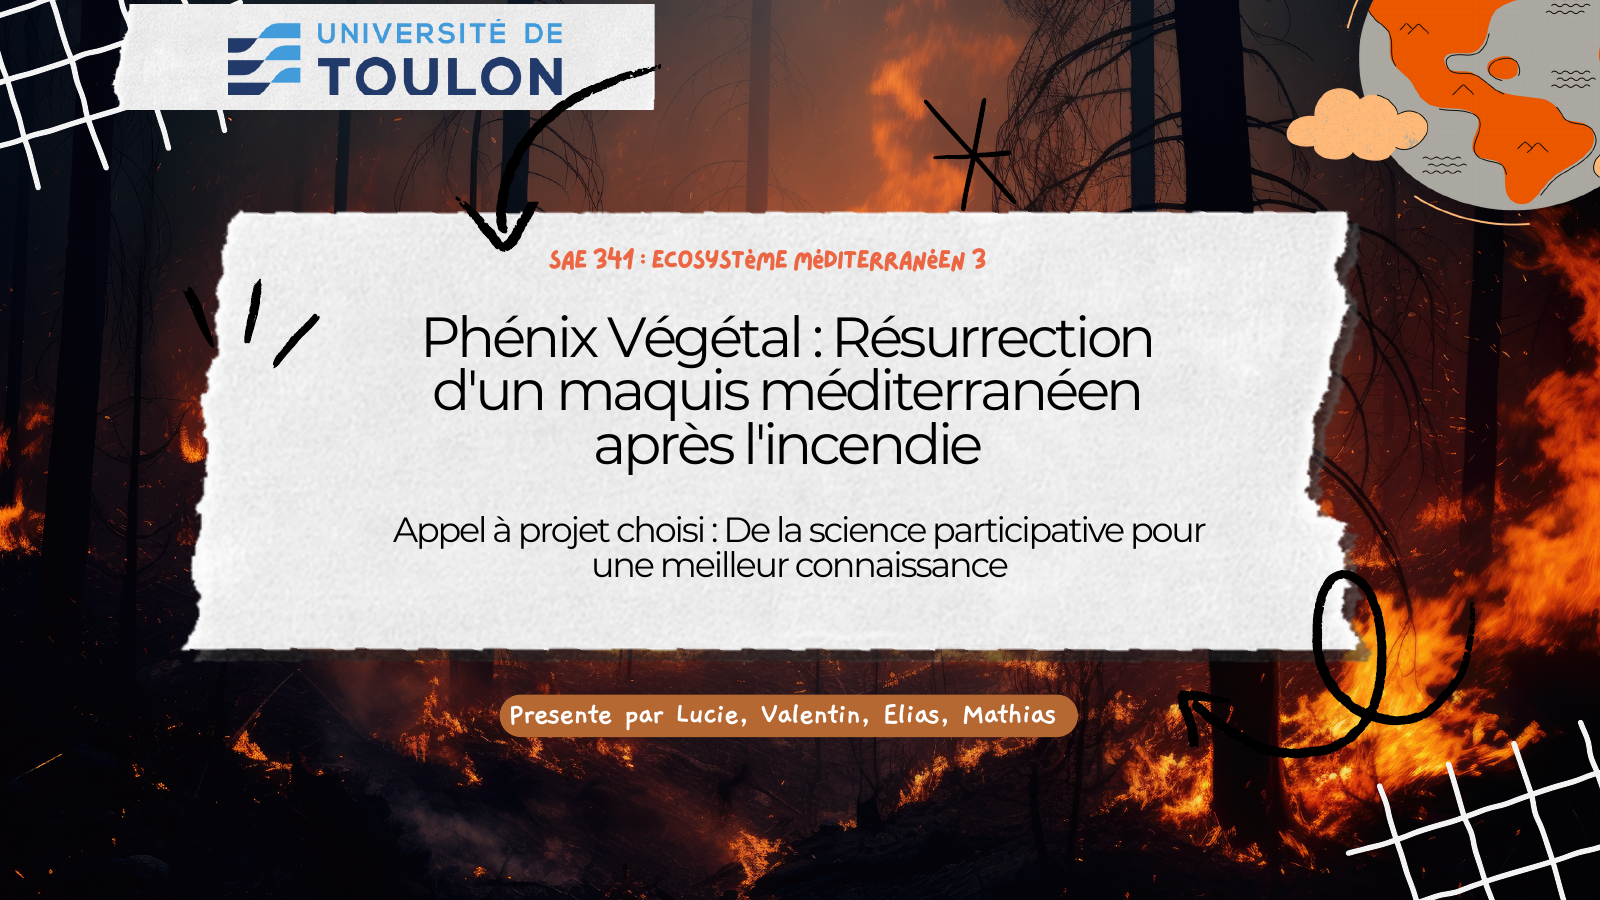 UNIVERSITÉ DE
TOULON
SAE 341 : ECOSYSTèME MéDITERRANéEN 3
Phénix Végétal : Résurrection
d'un maquis méditerranéen
après l'incendie
Appel à projet choisi : De la science participative pour
une meilleur connaissance
Presente par Lucie, Valentin, Elias, Mathias